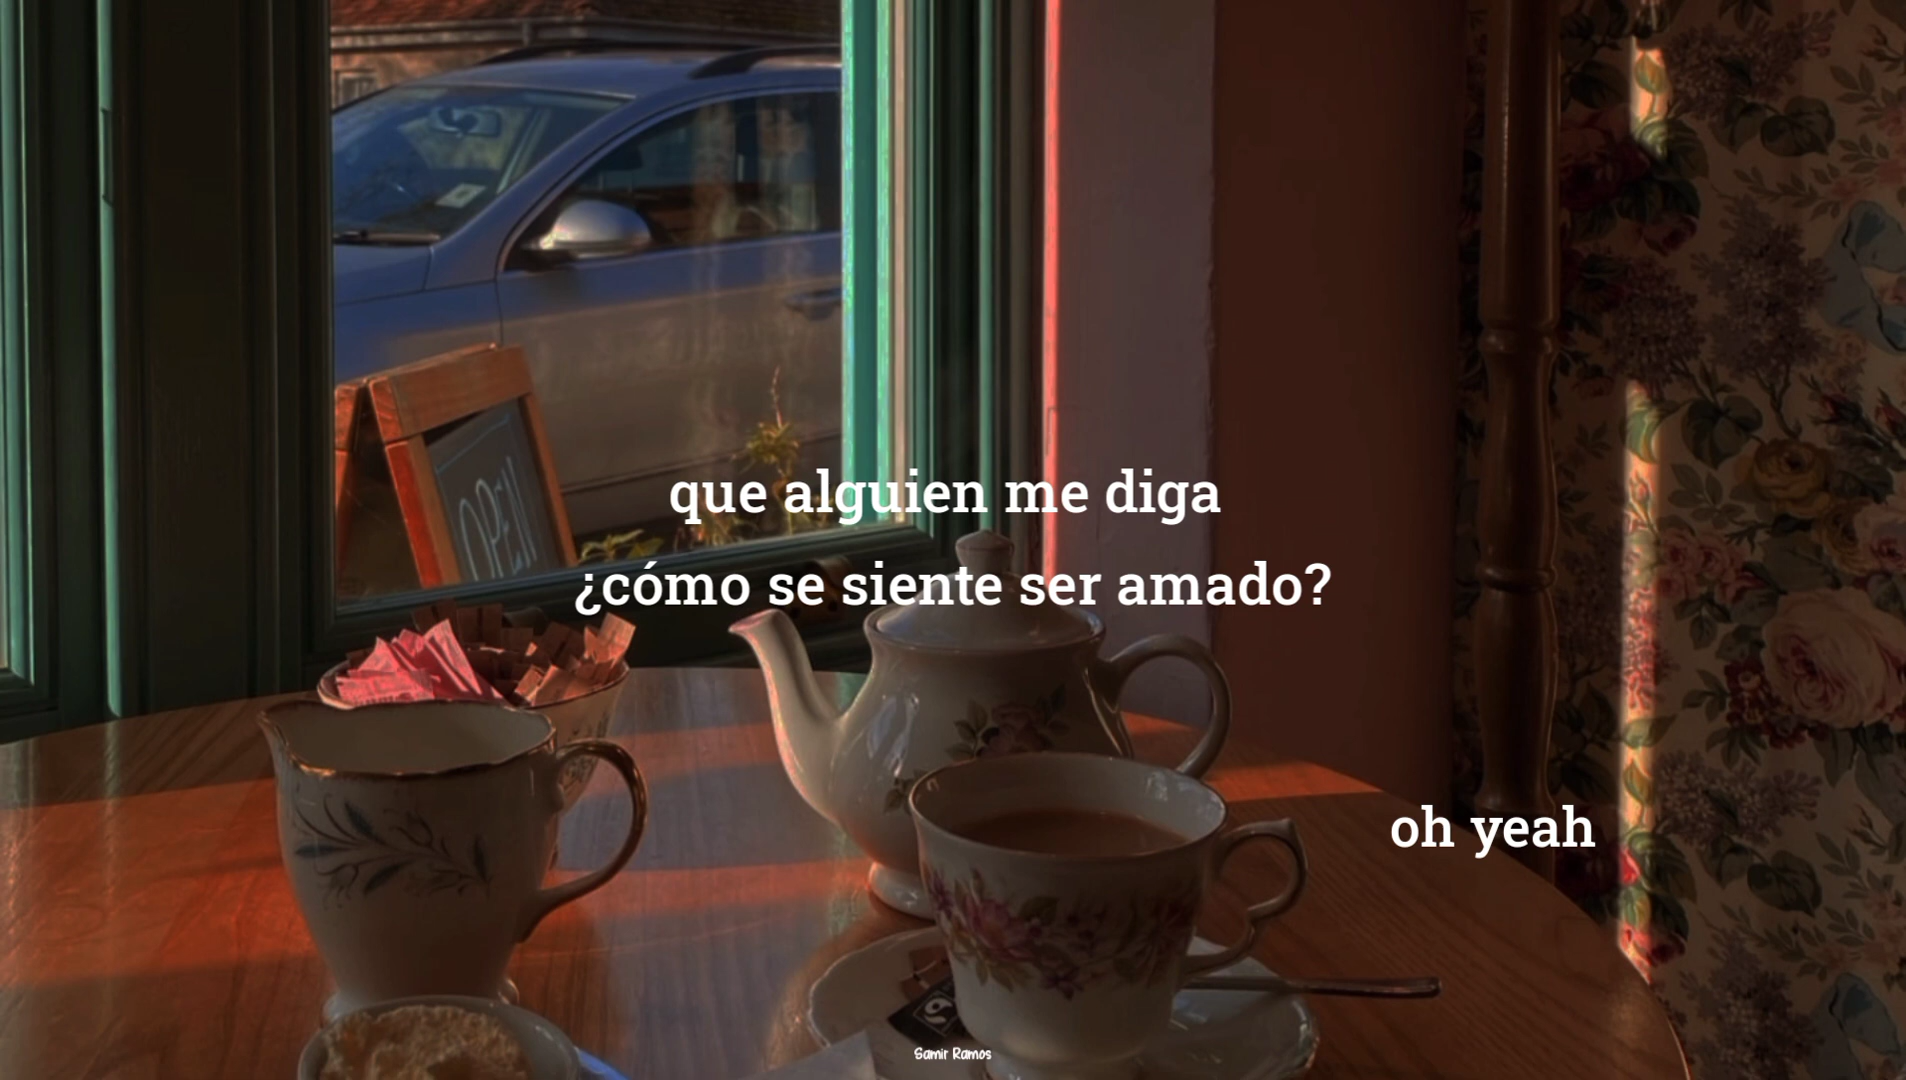 OPEN
que alguien me diga
¿cómo se siente ser amado?
oh yeah
Samir Ramos